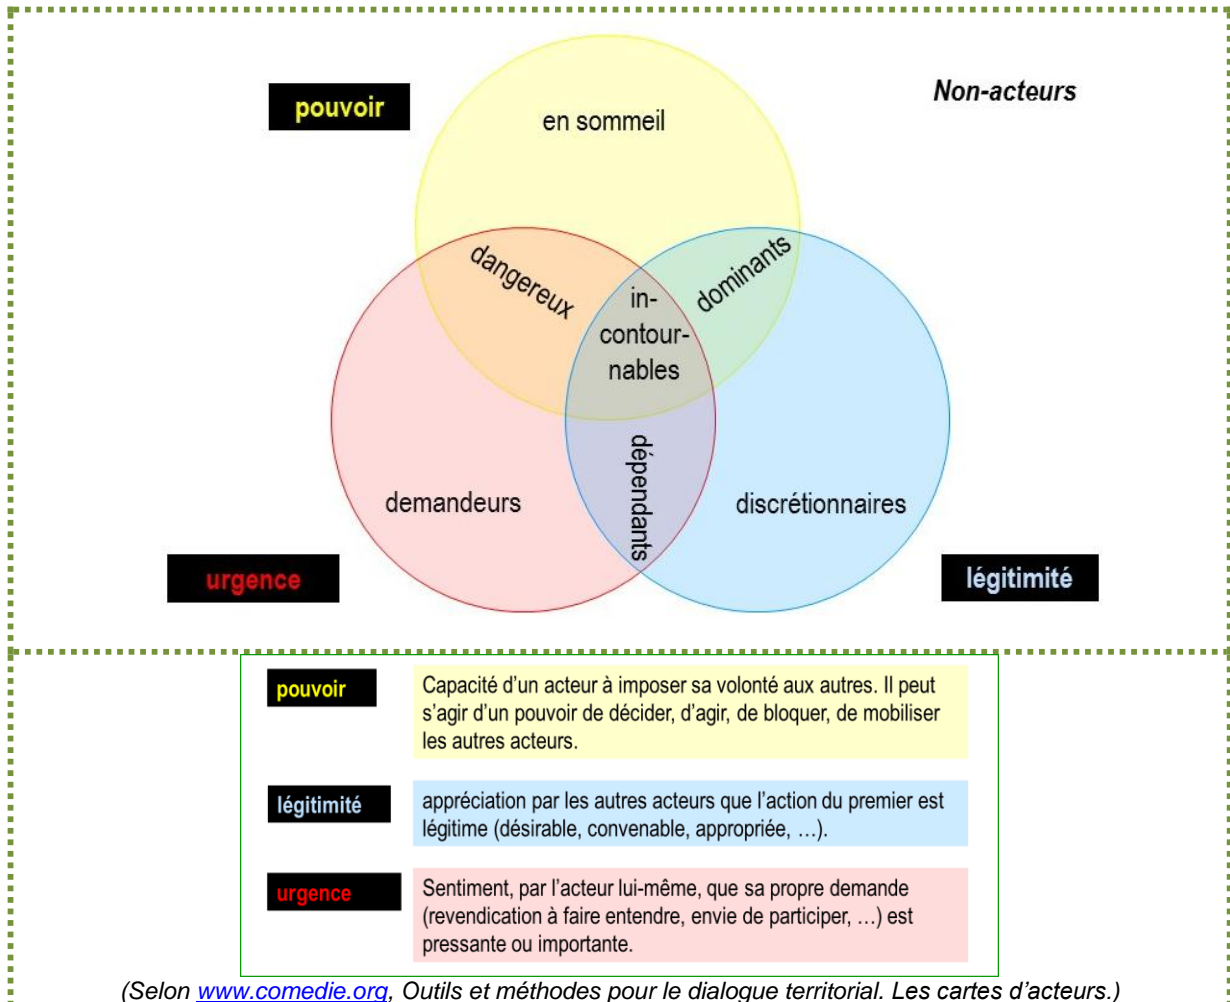 pouvoir
Non-acteurs
en sommeil
dangereux
dominants
in-
contour-
nables
demandeurs
dépendants
discrétionnaires
urgence
légitimité
pouvoir
Capacité d’un acteur à imposer sa volonté aux autres. Il peut
s’agir d’un pouvoir de décider, d’agir, de bloquer, de mobiliser
les autres acteurs.
légitimité
appréciation par les autres acteurs que l’action du premier est
légitime (désirable, convenable, appropriée, …).
urgence
Sentiment, par l’acteur lui-même, que sa propre demande
(revendication à faire entendre, envie de participer, …) est
pressante ou importante.
(Selon www.comedie.org, Outils et méthodes pour le dialogue territorial. Les cartes d’acteurs.)